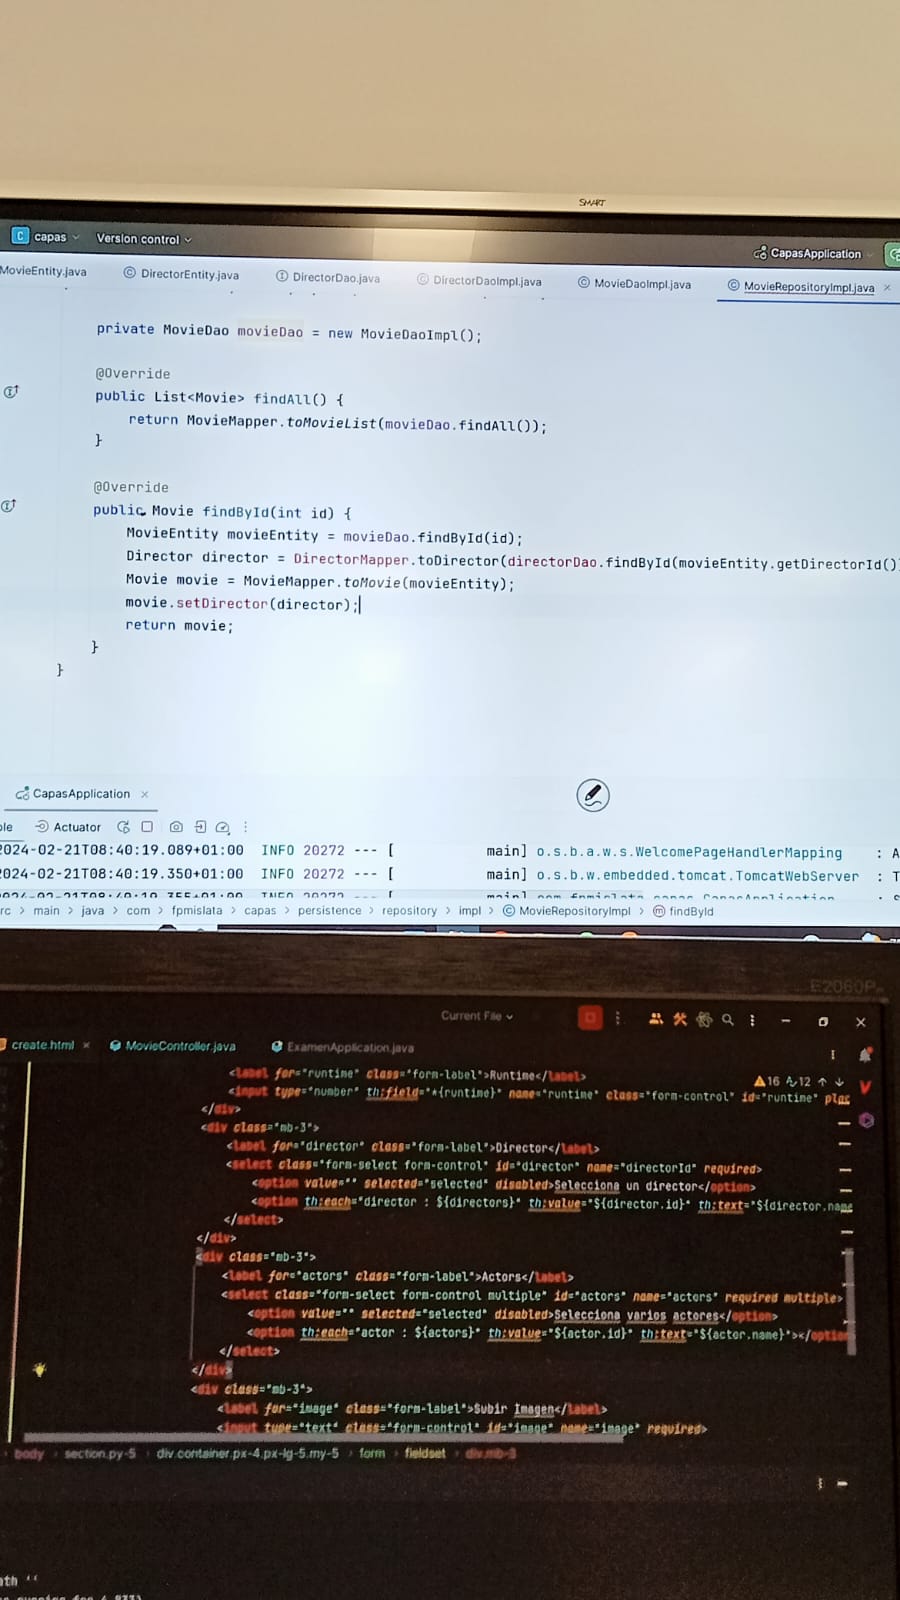 SMART
C capas Version control CapasApplication
MovieEntity.java DirectorEntity.java DirectorDao.java DirectorDaoImpl.java MovieDaoImpl.java MovieRepositoryImpl.java ×
private MovieDao movieDao = new MovieDaoImpl();
@Override
public List<Movie> findAll() {
return MovieMapper.toMovieList(movieDao.findAll());
}
@Override
public Movie findById(int id) {
MovieEntity movieEntity = movieDao.findById(id);
Director director = DirectorMapper.toDirector(directorDao.findById(movieEntity.getDirectorId()
Movie movie = MovieMapper.toMovie(movieEntity);
movie.setDirector(director);
return movie;
}
}
CapasApplication ×
Actuator
2024-02-21T08:40:19.089+01:00 INFO 20272 --- [ main] o.s.b.a.w.s.WelcomePageHandlerMapping : A
2024-02-21T08:40:19.350+01:00 INFO 20272 --- [ main] o.s.b.w.embedded.tomcat.TomcatWebServer : T
rc > main > java > com > fpmislata > capas > persistence > repository > impl > MovieRepositoryImpl > findById
E2060P
Current File
create.html × MovieController.java ExamenApplication.java
16 12
<label for="runtime" class="form-label">Runtime</label>
<input type="number" th:field="*{runtime}" name="runtime" class="form-control" id="runtime" plac
</div>
<div class="mb-3">
<label for="director" class="form-label">Director</label>
<select class="form-select form-control" id="director" name="directorId" required>
<option value="" selected="selected" disabled>Selecciona un director</option>
<option th:each="director : ${directors}" th:value="${director.id}" th:text="${director.name
</select>
</div>
<div class="mb-3">
<label for="actors" class="form-label">Actors</label>
<select class="form-select form-control multiple" id="actors" name="actors" required multiple>
<option value="" selected="selected" disabled>Selecciona varios actores</option>
<option th:each="actor : ${actors}" th:value="${actor.id}" th:text="${actor.name}"></option
</select>
</div>
<div class="mb-3">
<label for="image" class="form-label">Subir Imagen</label>
<input type="text" class="form-control" id="image" name="image" required>
body > section.py-5 > div.container.px-4.px-lg-5.my-5 > form > fieldset > div.mb-3
ath ''